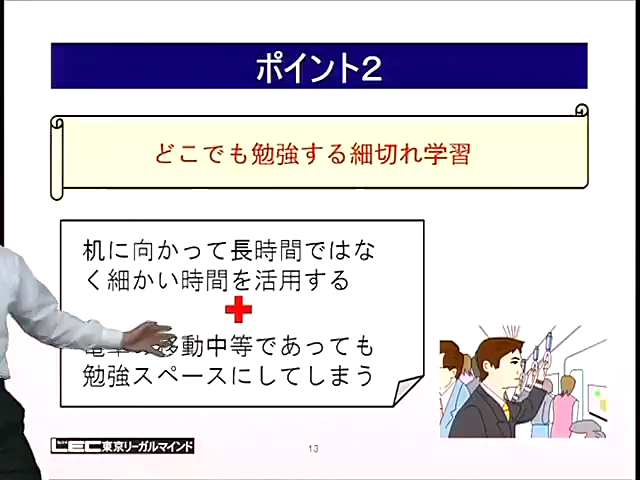 ポイント2
どこでも勉強する細切れ学習
机に向かって長時間ではな
く細かい時間を活用する
移動中等であっても
勉強スペースにしてしまう
LEC東京リーガルマインド
13